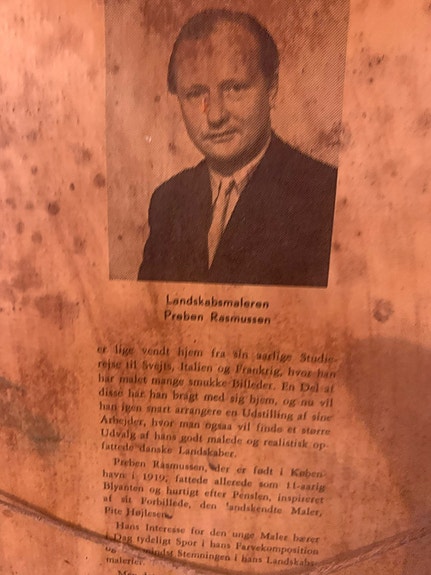 Landskabsmaleren
Preben Rasmussen
er lige vendt hjem fra sin aarlige Studie-
rejse til Svejts, Italien og Frankrig, hvor han
har malet mange smukke Billeder. En Del af
disse har han bragt med sig hjem, og nu vil
han igen snart arrangere en Udstilling af sine
Arbejder, hvor man ogsaa vil finde et større
Udvalg af hans godt malede og realistisk op-
fattede danske Landskaber.
Preben Rasmussen, der er født i Køben-
havn i 1919, fattede allerede som 11-aarig
Blyanten og hurtigt efter Penslen, inspireret
af sit Forbillede, den landskendte Maler,
Pite Højlesen
Hans Interesse for den unge Maler bærer
i Dag tydeligt Spor i hans Farvekomposition
og mindst Stemningen i hans Landskabs-
malerier.